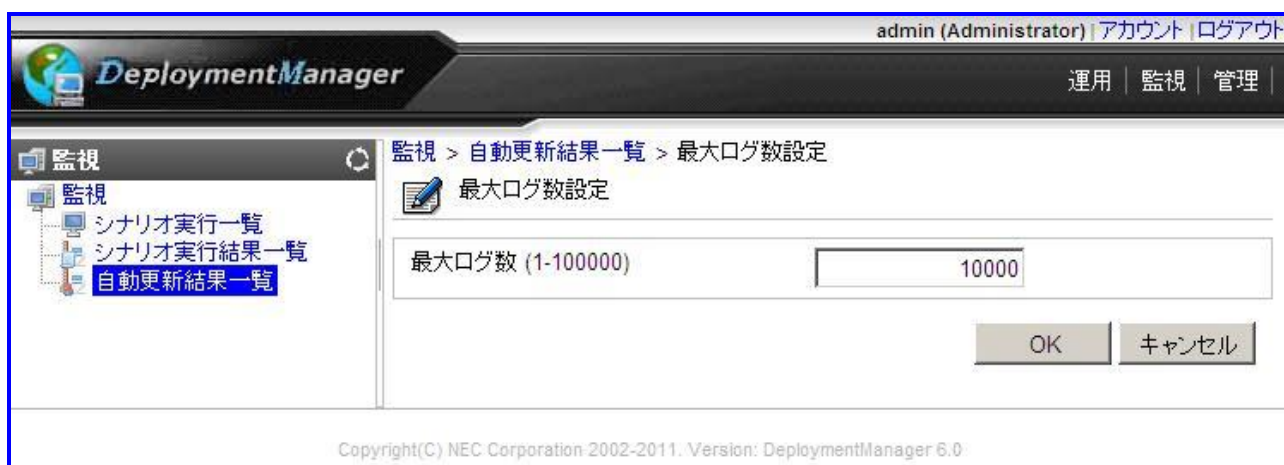 admin (Administrator) | アカウント | ログアウト
DeploymentManager
運用 | 監視 | 管理 |
監視
監視
シナリオ実行一覧
シナリオ実行結果一覧
自動更新結果一覧
監視 > 自動更新結果一覧 > 最大ログ数設定
最大ログ数設定
最大ログ数 (1-100000) 10000
OK キャンセル
Copyright(C) NEC Corporation 2002-2011. Version: DeploymentManager 6.0